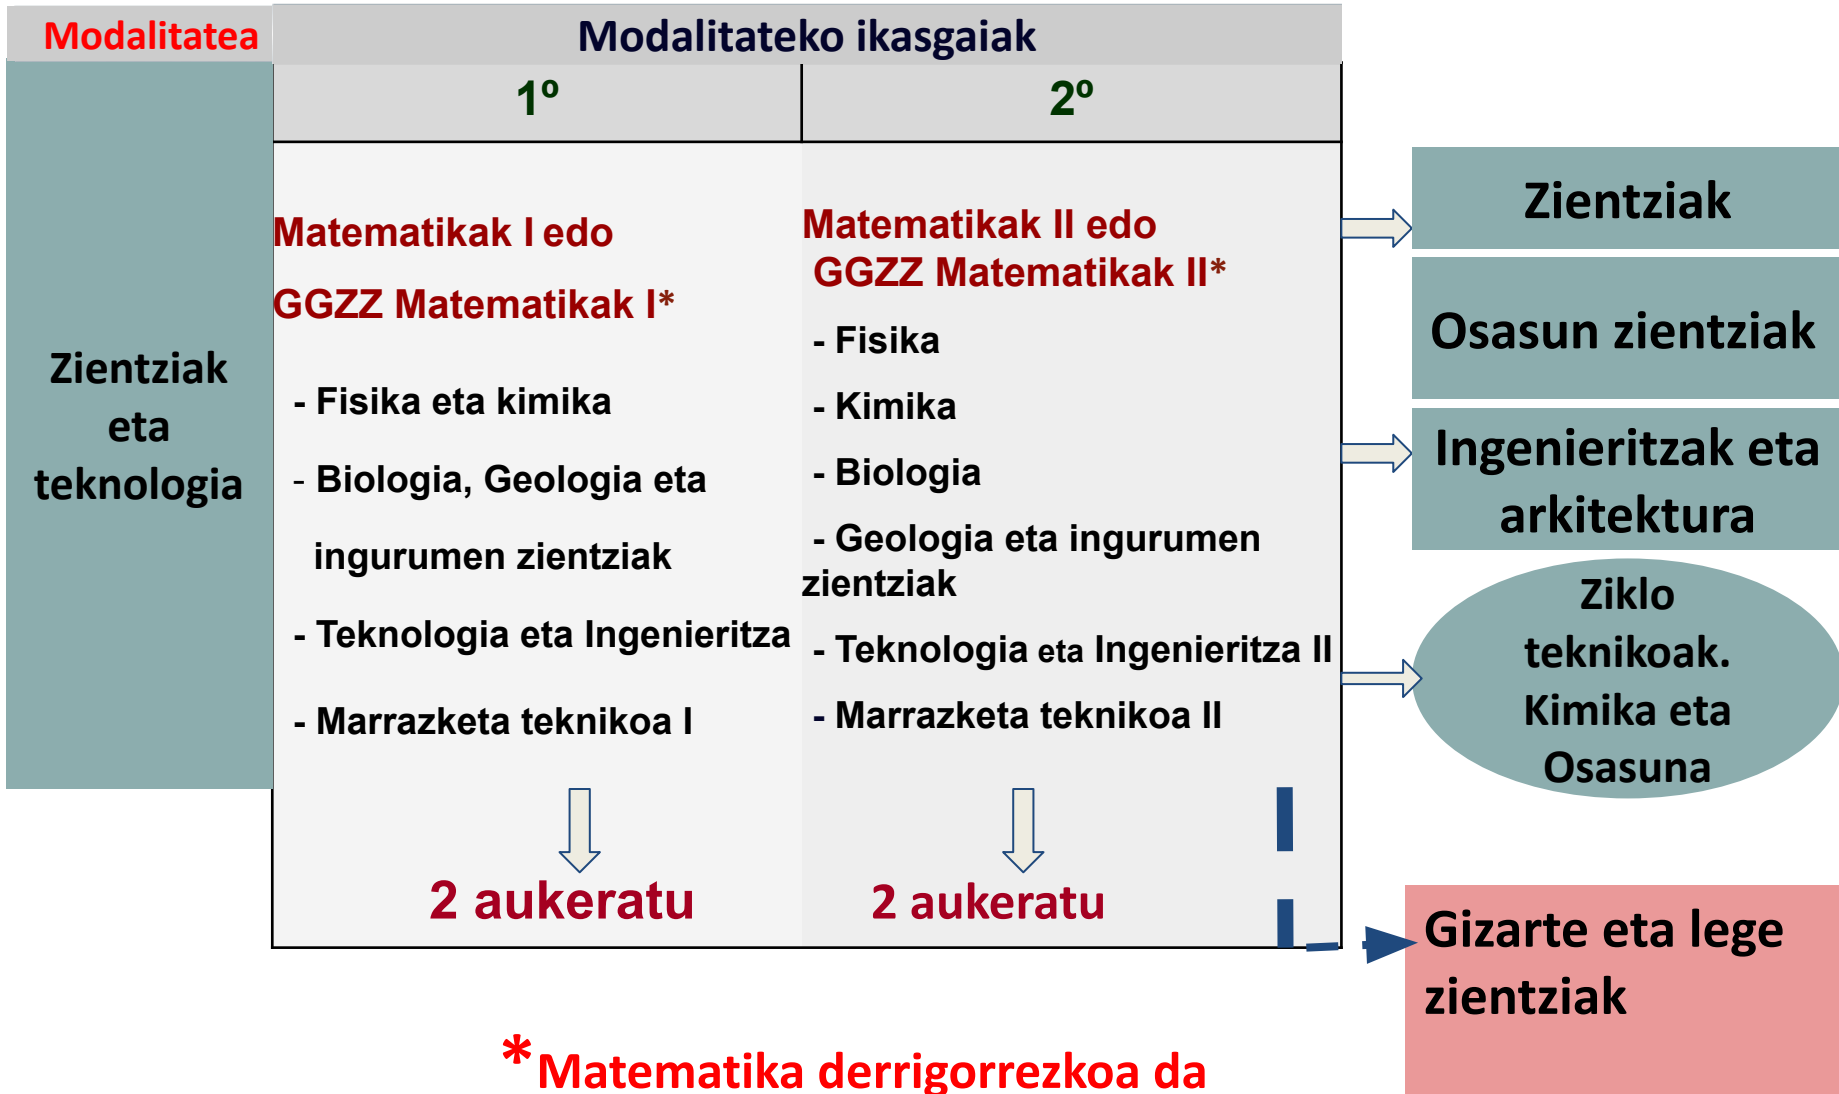 Modalitatea
Modalitateko ikasgaiak
1º
2º
Zientziak
eta
teknologia
Matematikak I edo
GGZZ Matematikak I*
- Fisika eta kimika
- Biologia, Geologia eta
ingurumen zientziak
- Teknologia eta Ingenieritza
- Marrazketa teknikoa I
2 aukeratu
Matematikak II edo
GGZZ Matematikak II*
- Fisika
- Kimika
- Biologia
- Geologia eta ingurumen
zientziak
- Teknologia eta Ingenieritza II
- Marrazketa teknikoa II
2 aukeratu
Zientziak
Osasun zientziak
Ingenieritzak eta
arkitektura
Ziklo
teknikoak.
Kimika eta
Osasuna
Gizarte eta lege
zientziak
*Matematika derrigorrezkoa da